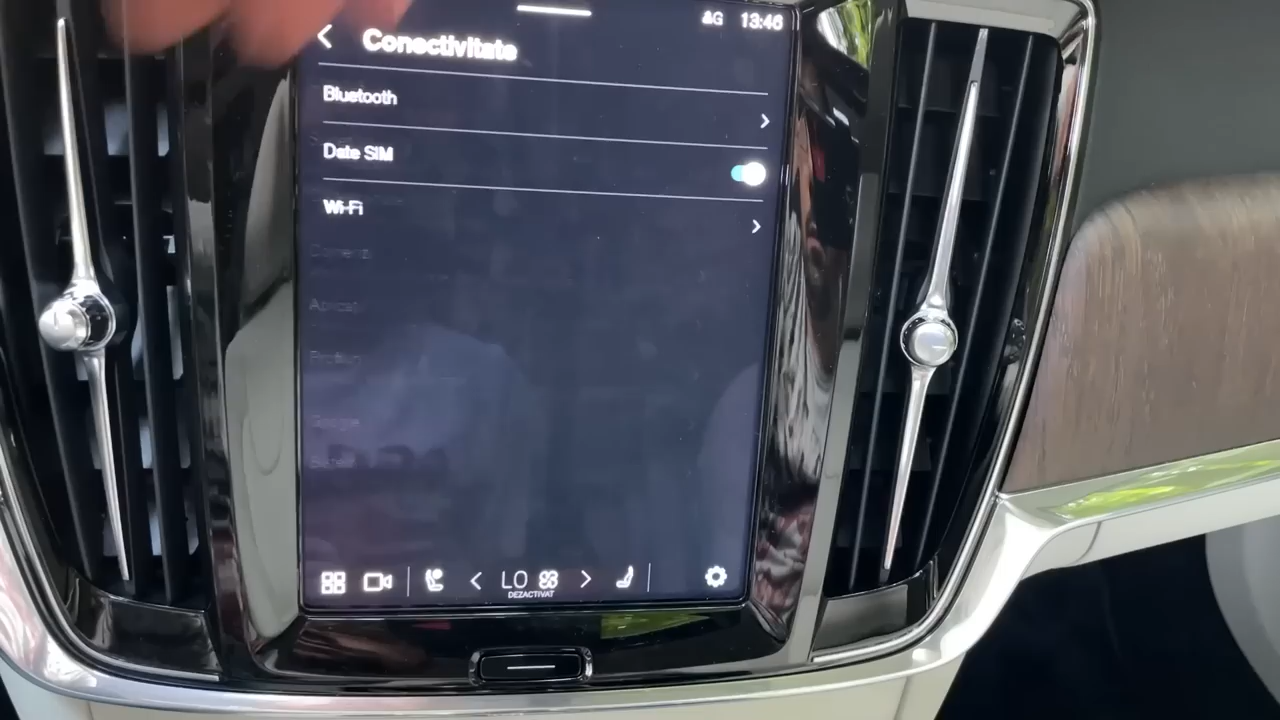 4G 13:46
Conectivitate
Bluetooth
Date SIM
Wi-Fi
LO
DEZACTIVAT